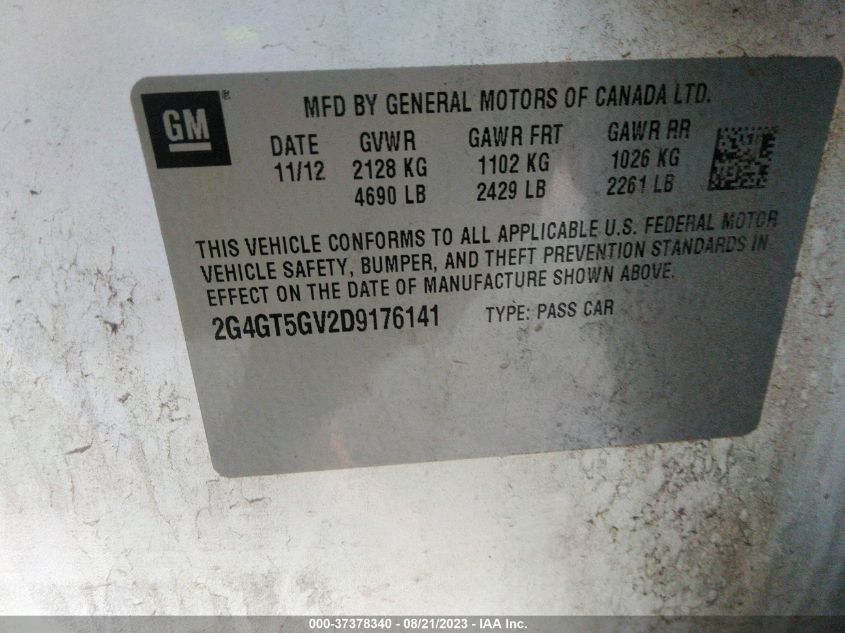 GM®
MFD BY GENERAL MOTORS OF CANADA LTD.
DATE GVWR GAWR FRT GAWR RR
11/12 2128 KG 1102 KG 1026 KG
4690 LB 2429 LB 2261 LB
THIS VEHICLE CONFORMS TO ALL APPLICABLE U.S. FEDERAL MOTOR
VEHICLE SAFETY, BUMPER, AND THEFT PREVENTION STANDARDS IN
EFFECT ON THE DATE OF MANUFACTURE SHOWN ABOVE.
2G4GT5GV2D9176141 TYPE: PASS CAR
000-37378340 - 08/21/2023 - IAA Inc.